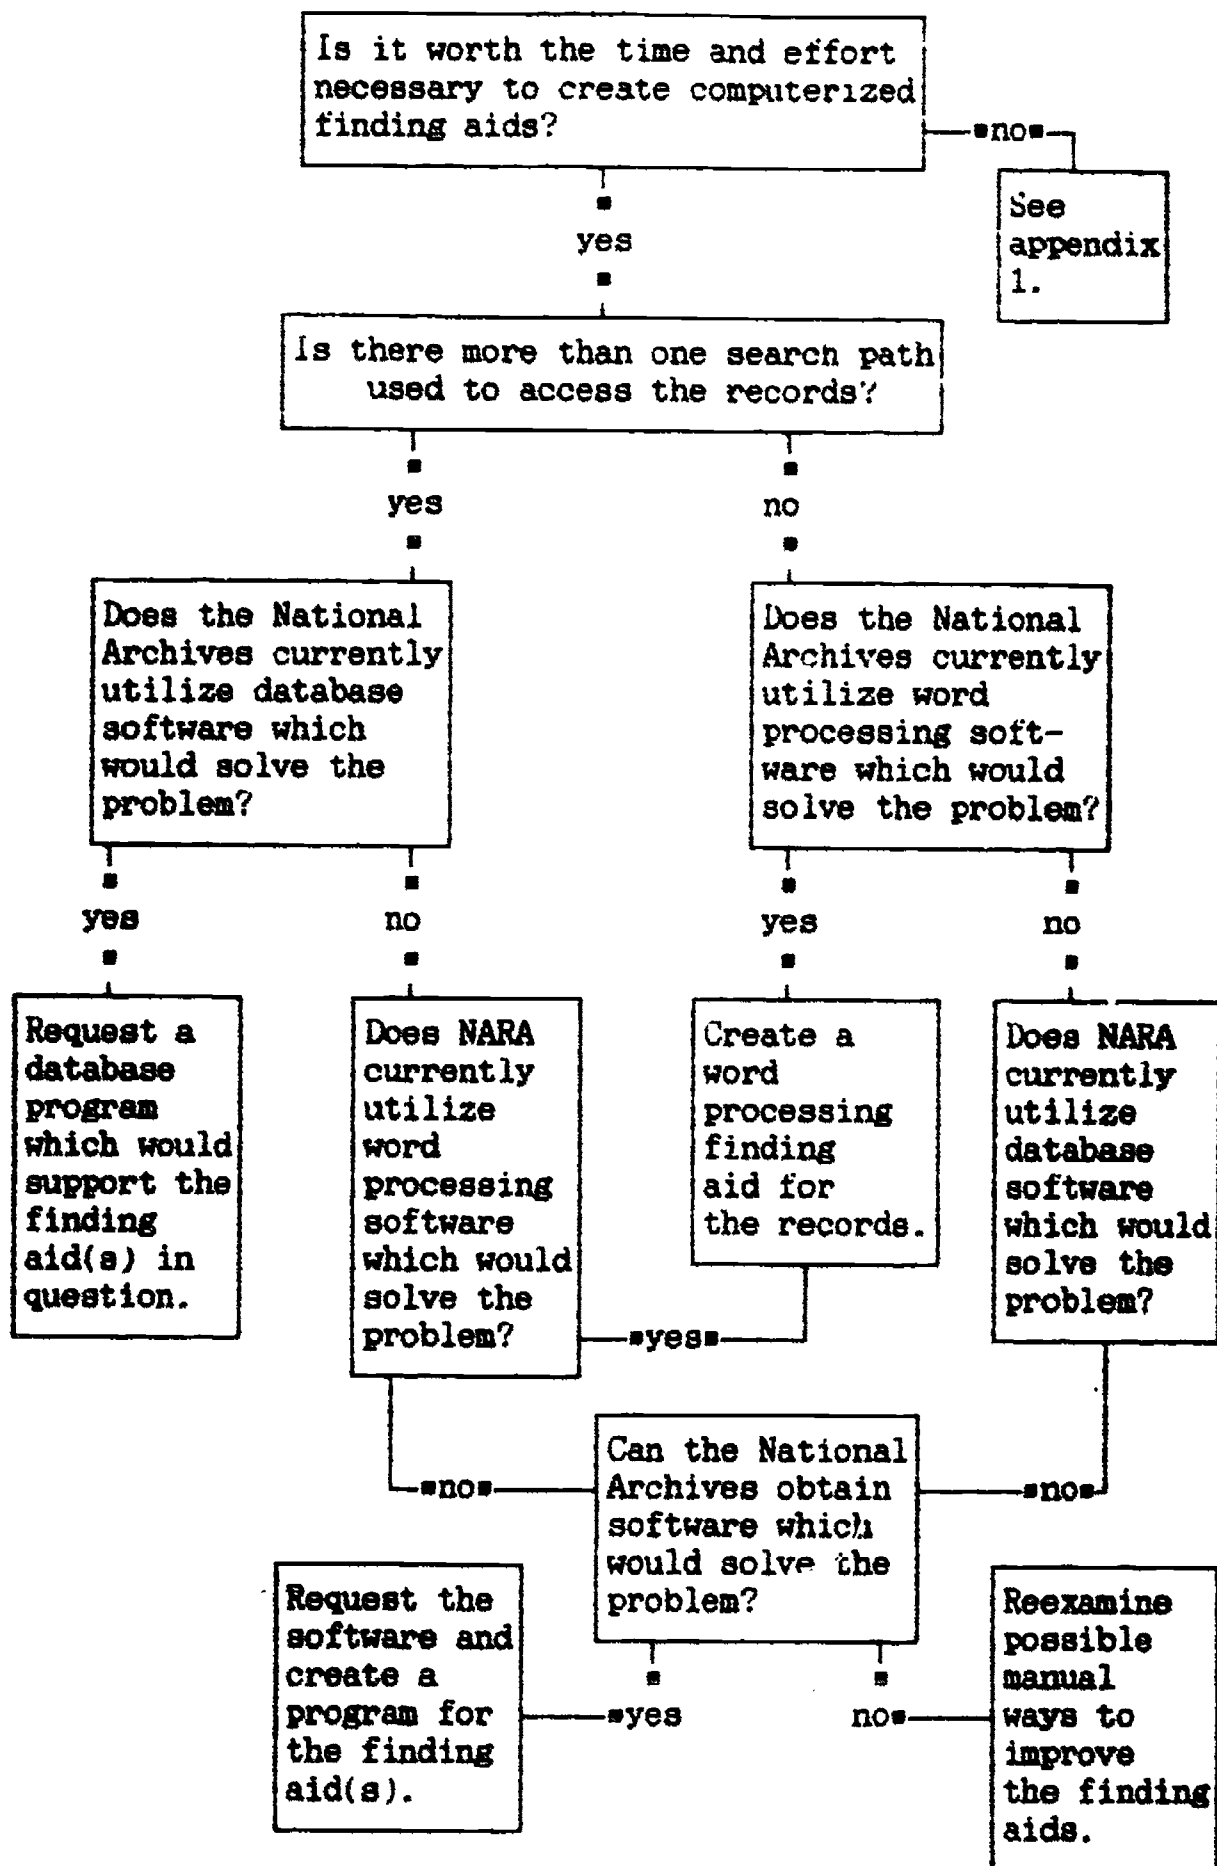 Is it worth the time and effort
necessary to create computerized
finding aids?
no
See
appendix
1.
yes
Is there more than one search path
used to access the records?
yes
no
Does the National
Archives currently
utilize database
software which
would solve the
problem?
Does the National
Archives currently
utilize word
processing soft-
ware which would
solve the problem?
yes
no
yes
no
Request a
database
program
which would
support the
finding
aid(s) in
question.
Does NARA
currently
utilize
word
processing
software
which would
solve the
problem?
Create a
word
processing
finding
aid for
the records.
Does NARA
currently
utilize
database
software
which would
solve the
problem?
yes
Can the National
Archives obtain
software which
would solve the
problem?
no
no
Request the
software and
create a
program for
the finding
aid(s).
yes
no
Reexamine
possible
manual
ways to
improve
the finding
aids.